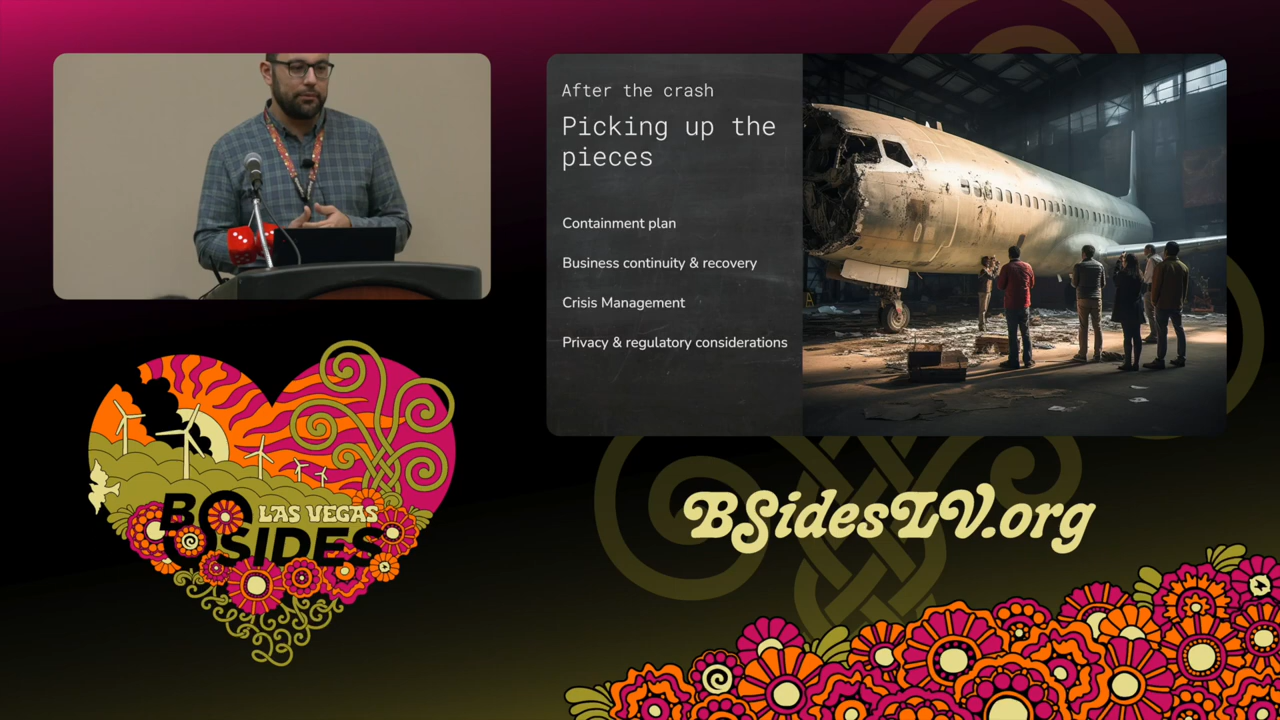 After the crash
Picking up the
pieces
Containment plan
Business continuity & recovery
Crisis Management
Privacy & regulatory considerations
LAS VEGAS
BSIDES
BSidesLV.org